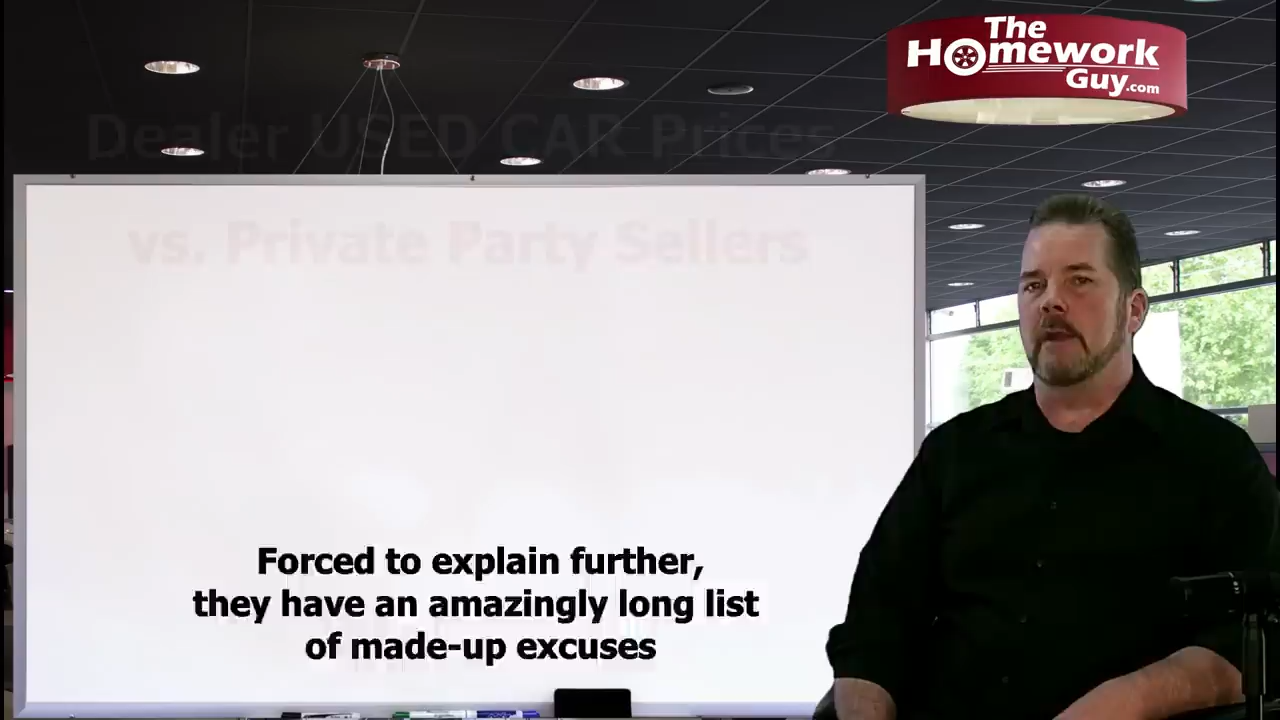 The
Homework
Guy.com
Dealer USED CAR Prices
vs. Private Party Sellers
Forced to explain further,
they have an amazingly long list
of made-up excuses